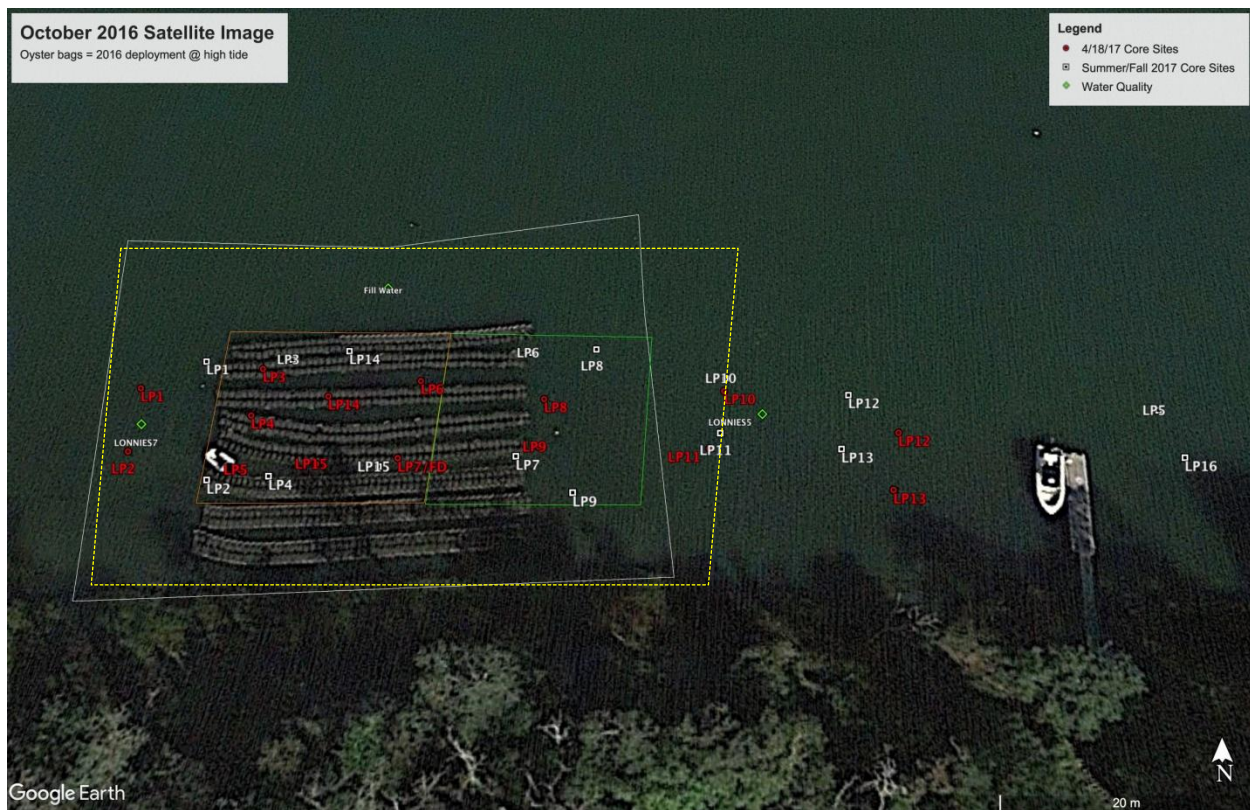 October 2016 Satellite Image
Oyster bags = 2016 deployment @ high tide
Legend
4/18/17 Core Sites
Summer/Fall 2017 Core Sites
Water Quality
Fill Water
LP1
LP3
LP14
LP6
LP8
LP3
LP1
LP14
LP6
LP8
LP10
LP10
LP12
LP5
LP4
LONNIES5
LONNIES7
LP12
LP2
LP5
LP15
LP15
LP7/FD
LP9
LP7
LP11
LP11
LP13
LP16
LP2
LP4
LP9
LP13
N
Google Earth
20 m